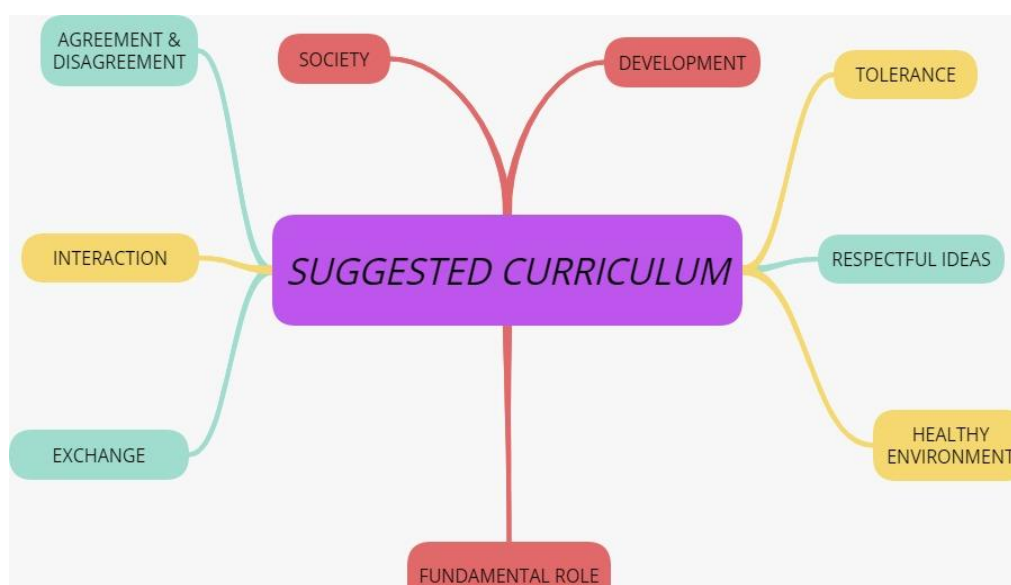 AGREEMENT &
DISAGREEMENT
SOCIETY
DEVELOPMENT
TOLERANCE
INTERACTION
SUGGESTED CURRICULUM
RESPECTFUL IDEAS
EXCHANGE
HEALTHY
ENVIRONMENT
FUNDAMENTAL ROLE